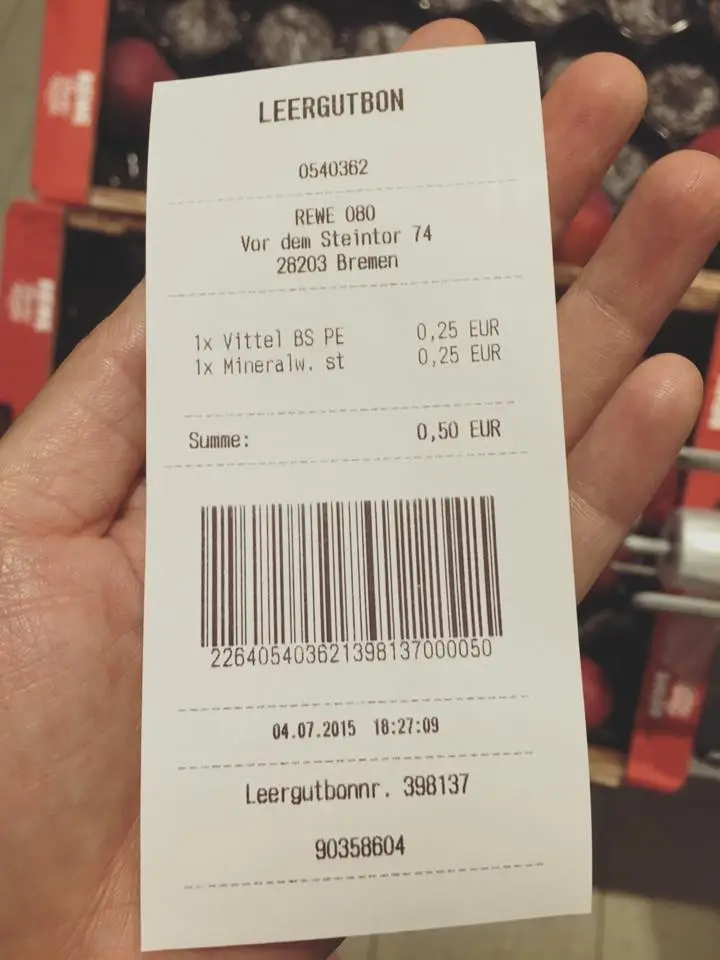 LEERGUTBON
0540362
REWE 080
Vor dem Steintor 74
28203 Bremen
1x Vittel BS PE 0,25 EUR
1x Mineralw. st 0,25 EUR
Summe: 0,50 EUR
226405403621398137000050
04.07.2015 18:27:09
Leergutbonnr. 398137
90358604